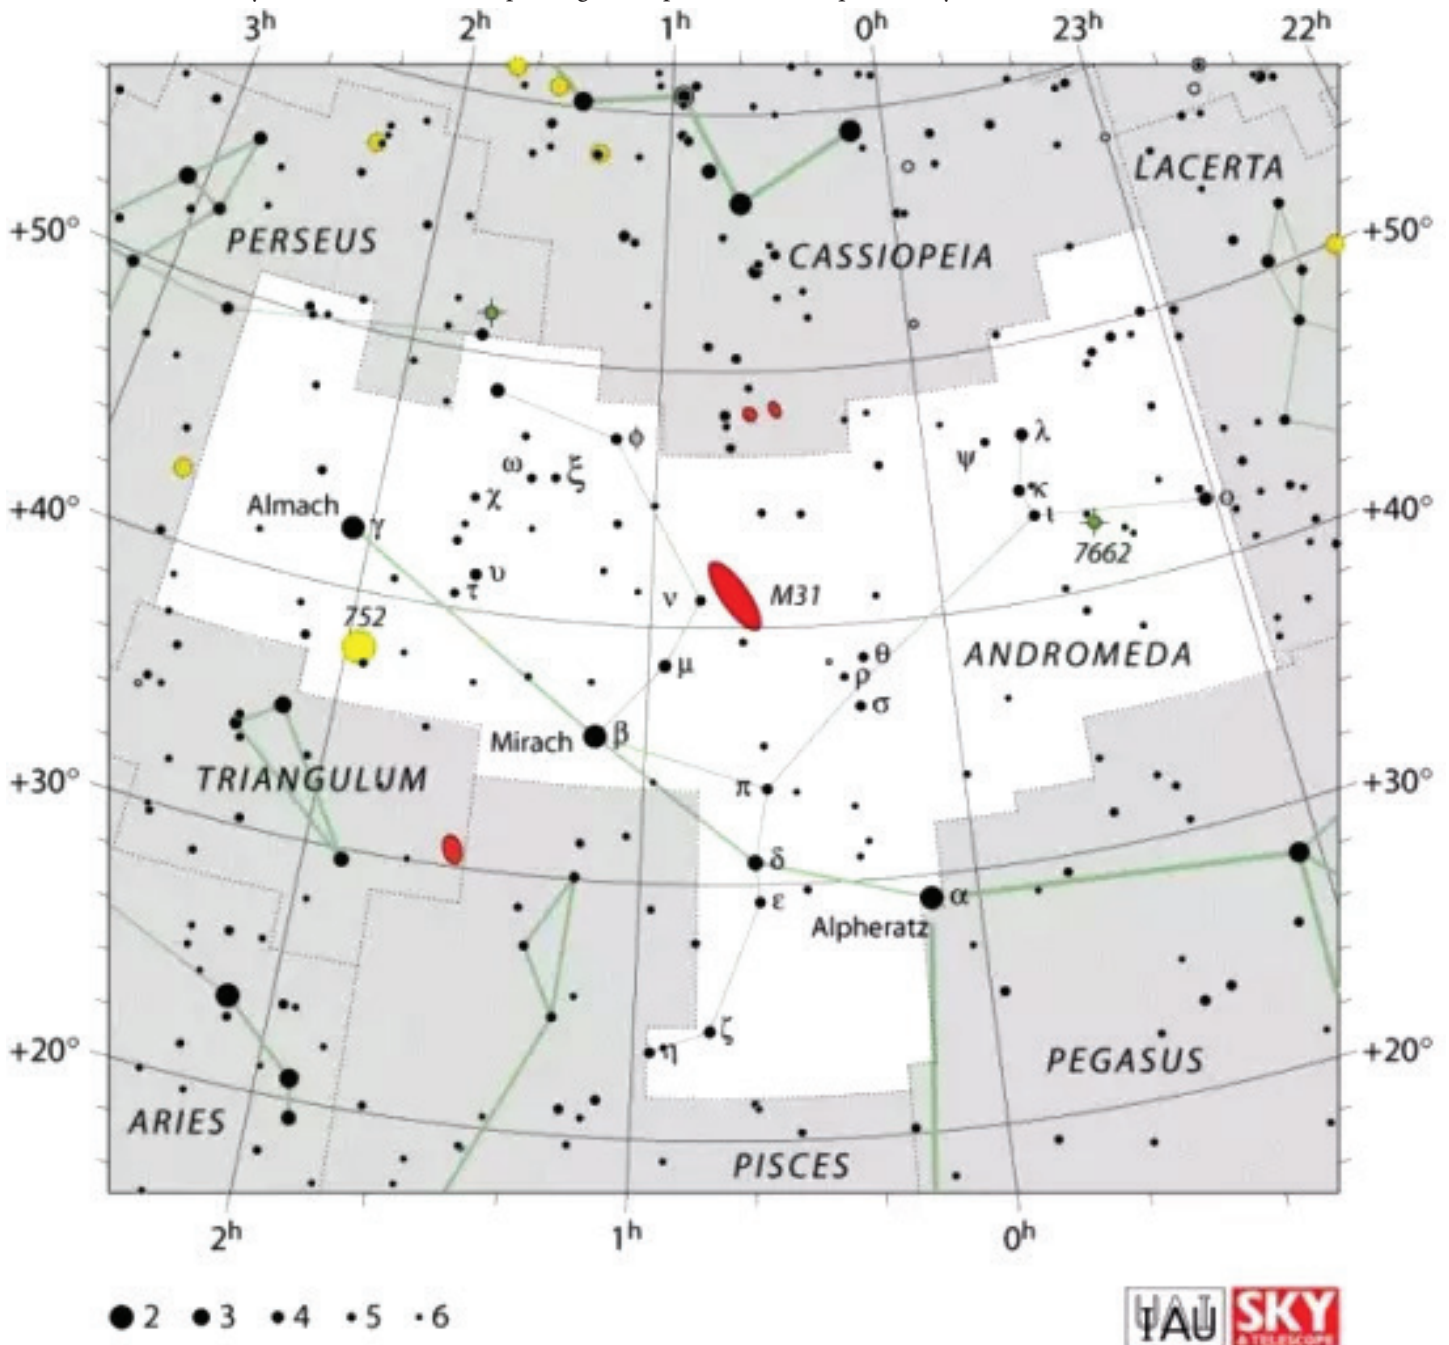 3h 2h 1h 0h 23h 22h
LACERTA
+50° PERSEUS CASSIOPEIA +50°
φ λ
ψ
ω ξ
χ κ ο
+40° Almach γ ι +40°
7662
υ
τ ν M31
752
θ ANDROMEDA
μ ρ
σ
Mirach β
+30° TRIANGULUM π +30°
δ
ε α
Alpheratz
ζ
+20° η PEGASUS +20°
ARIES
PISCES
2h 1h 0h
2 3 4 5 6
IAU SKY
& TELESCOPE